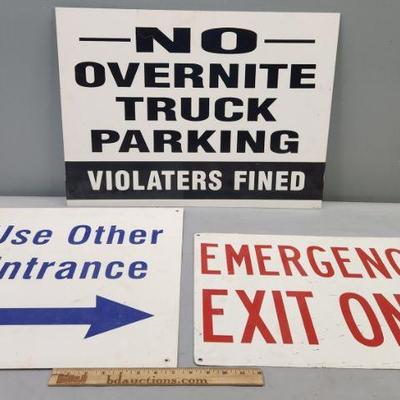 NO
OVERNITE
TRUCK
PARKING
VIOLATERS FINED
Use Other
ntrance
EMERGENC
EXIT ON
bdauctions.com